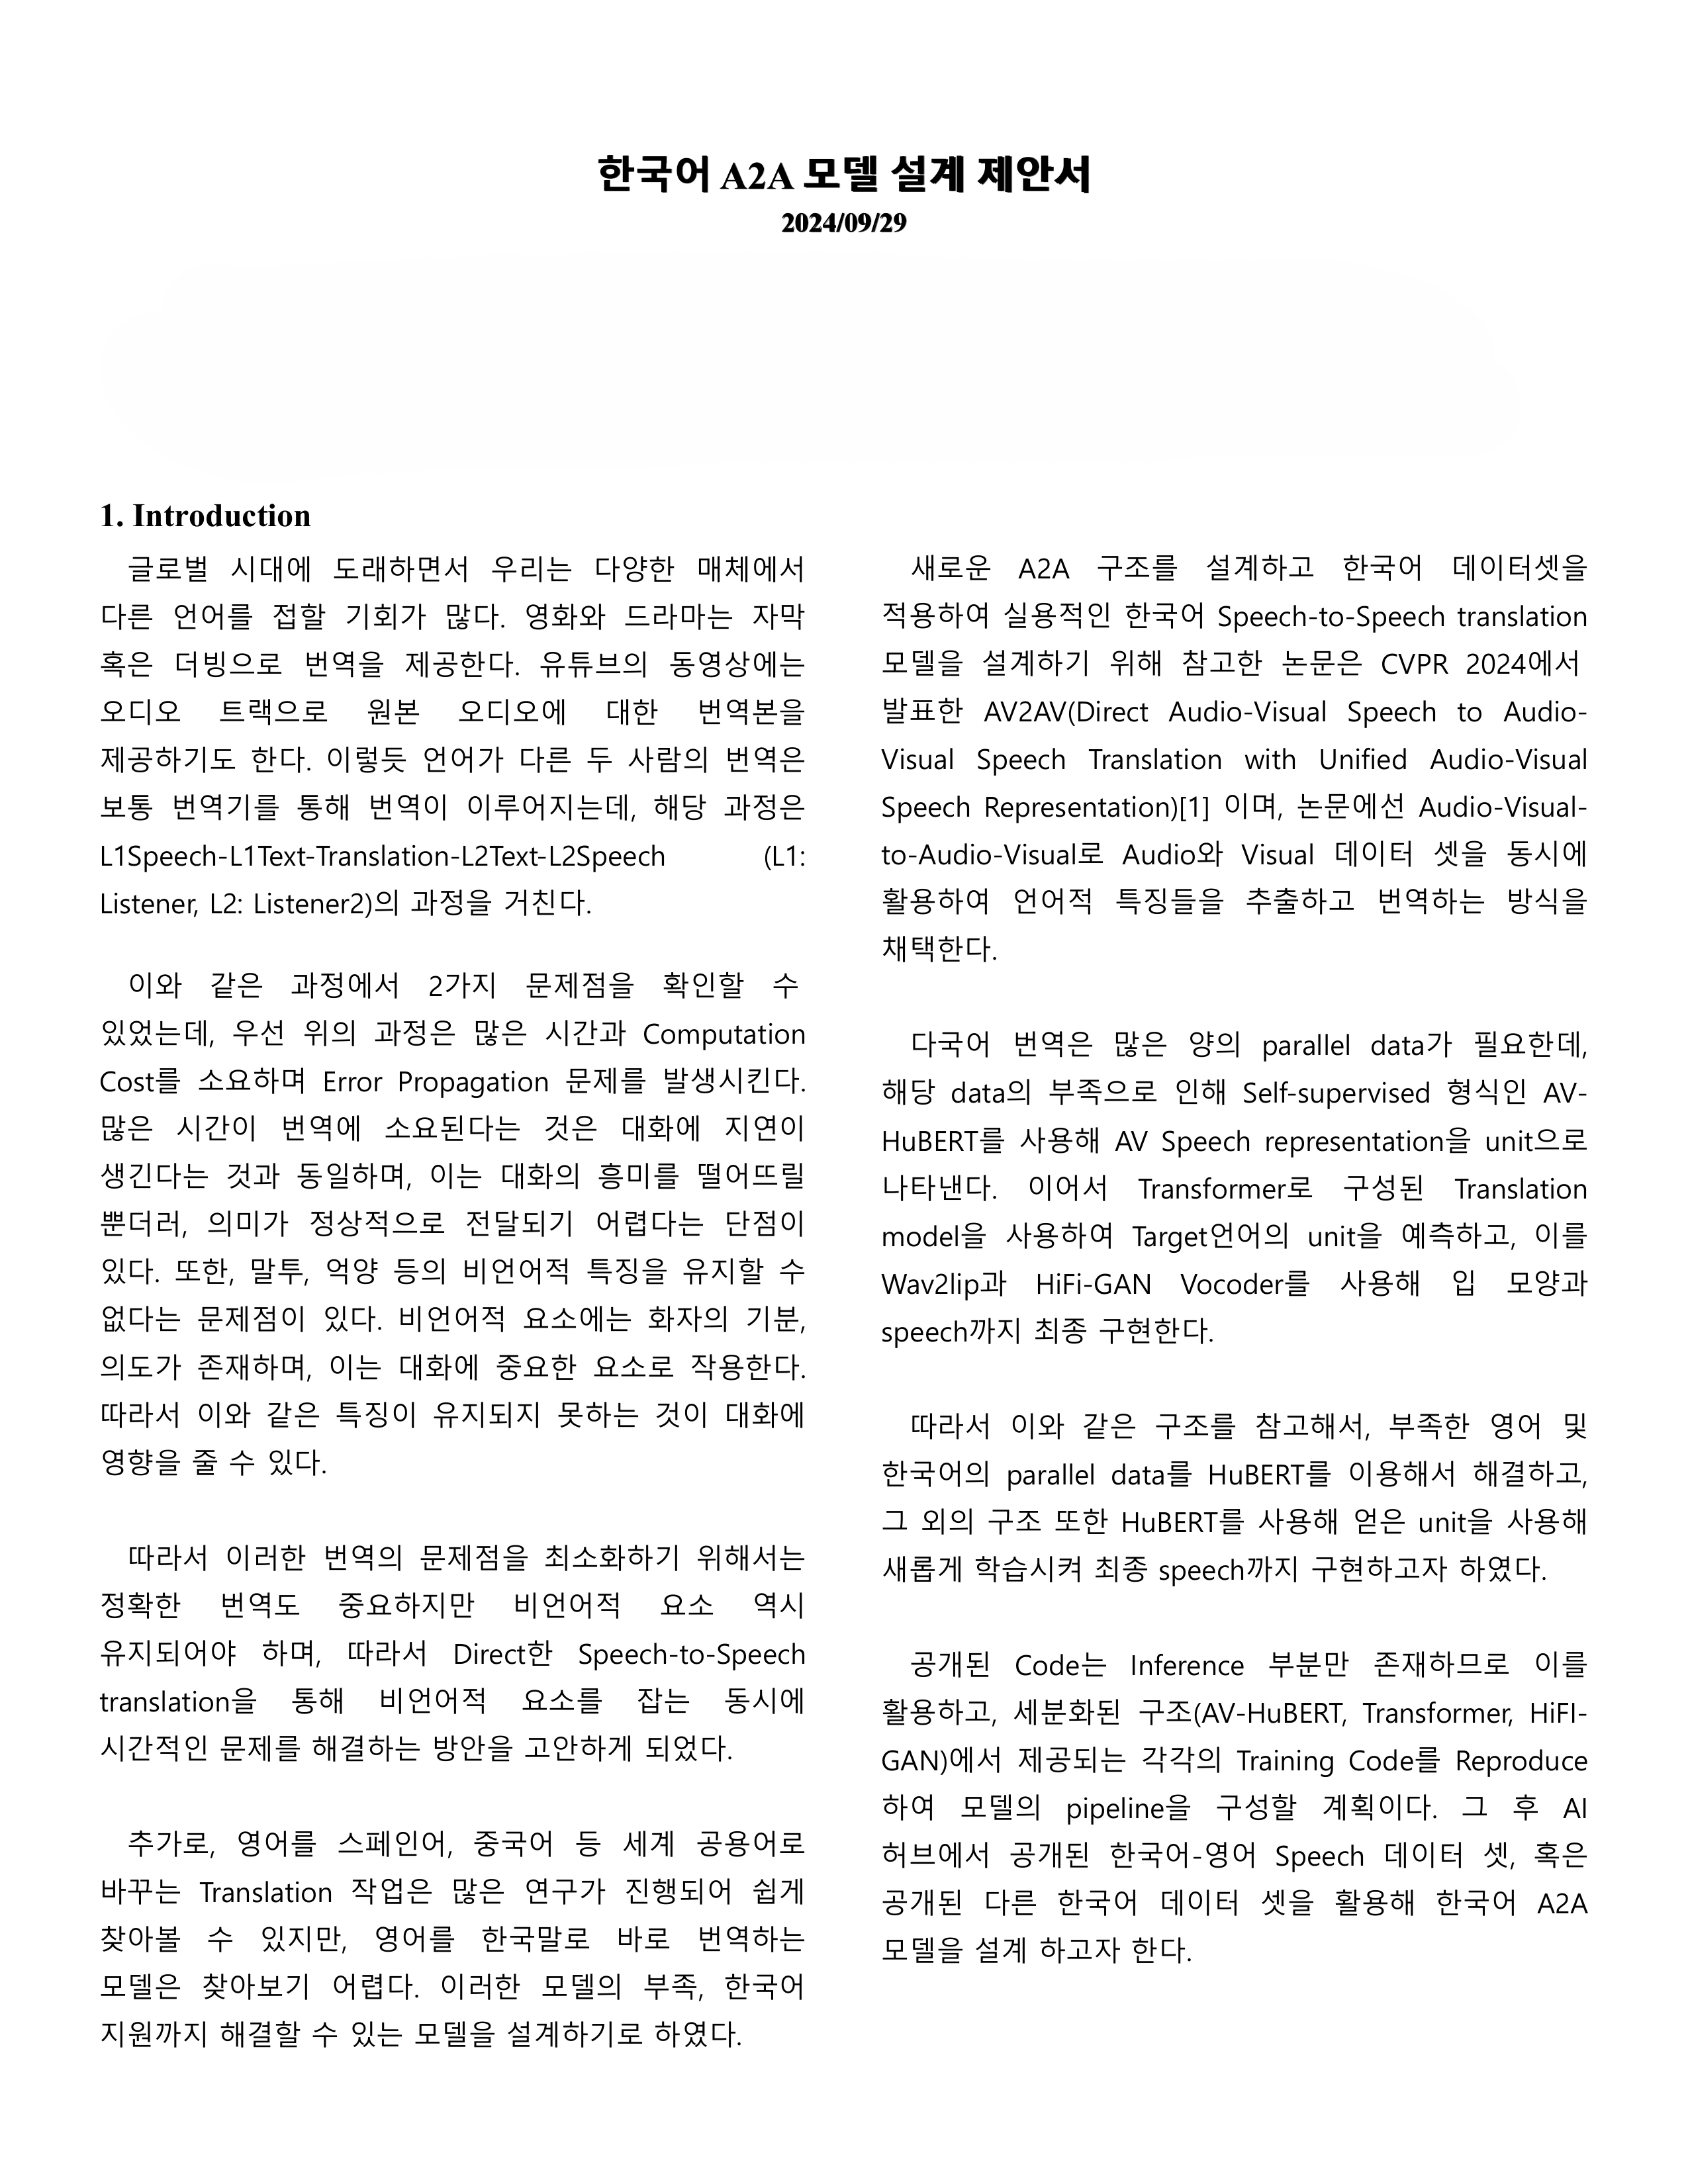 한국어 A2A 모델 설계 제안서
2024/09/29
1. Introduction
글로벌 시대에 도래하면서 우리는 다양한 매체에서
다른 언어를 접할 기회가 많다. 영화와 드라마는 자막
혹은 더빙으로 번역을 제공한다. 유튜브의 동영상에는
오디오 트랙으로 원본 오디오에 대한 번역본을
제공하기도 한다. 이렇듯 언어가 다른 두 사람의 번역은
보통 번역기를 통해 번역이 이루어지는데, 해당 과정은
L1Speech-L1Text-Translation-L2Text-L2Speech (L1:
Listener, L2: Listener2)의 과정을 거친다.
이와 같은 과정에서 2가지 문제점을 확인할 수
있었는데, 우선 위의 과정은 많은 시간과 Computation
Cost를 소요하며 Error Propagation 문제를 발생시킨다.
많은 시간이 번역에 소요된다는 것은 대화에 지연이
생긴다는 것과 동일하며, 이는 대화의 흥미를 떨어뜨릴
뿐더러, 의미가 정상적으로 전달되기 어렵다는 단점이
있다. 또한, 말투, 억양 등의 비언어적 특징을 유지할 수
없다는 문제점이 있다. 비언어적 요소에는 화자의 기분,
의도가 존재하며, 이는 대화에 중요한 요소로 작용한다.
따라서 이와 같은 특징이 유지되지 못하는 것이 대화에
영향을 줄 수 있다.
따라서 이러한 번역의 문제점을 최소화하기 위해서는
정확한 번역도 중요하지만 비언어적 요소 역시
유지되어야 하며, 따라서 Direct한 Speech-to-Speech
translation을 통해 비언어적 요소를 잡는 동시에
시간적인 문제를 해결하는 방안을 고안하게 되었다.
추가로, 영어를 스페인어, 중국어 등 세계 공용어로
바꾸는 Translation 작업은 많은 연구가 진행되어 쉽게
찾아볼 수 있지만, 영어를 한국말로 바로 번역하는
모델은 찾아보기 어렵다. 이러한 모델의 부족, 한국어
지원까지 해결할 수 있는 모델을 설계하기로 하였다.
새로운 A2A 구조를 설계하고 한국어 데이터셋을
적용하여 실용적인 한국어 Speech-to-Speech translation
모델을 설계하기 위해 참고한 논문은 CVPR 2024에서
발표한 AV2AV(Direct Audio-Visual Speech to Audio-
Visual Speech Translation with Unified Audio-Visual
Speech Representation)[1] 이며, 논문에선 Audio-Visual-
to-Audio-Visual로 Audio와 Visual 데이터 셋을 동시에
활용하여 언어적 특징들을 추출하고 번역하는 방식을
채택한다.
다국어 번역은 많은 양의 parallel data가 필요한데,
해당 data의 부족으로 인해 Self-supervised 형식인 AV-
HuBERT를 사용해 AV Speech representation을 unit으로
나타낸다. 이어서 Transformer로 구성된 Translation
model을 사용하여 Target언어의 unit을 예측하고, 이를
Wav2lip과 HiFi-GAN Vocoder를 사용해 입 모양과
speech까지 최종 구현한다.
따라서 이와 같은 구조를 참고해서, 부족한 영어 및
한국어의 parallel data를 HuBERT를 이용해서 해결하고,
그 외의 구조 또한 HuBERT를 사용해 얻은 unit을 사용해
새롭게 학습시켜 최종 speech까지 구현하고자 하였다.
공개된 Code는 Inference 부분만 존재하므로 이를
활용하고, 세분화된 구조(AV-HuBERT, Transformer, HiFI-
GAN)에서 제공되는 각각의 Training Code를 Reproduce
하여 모델의 pipeline을 구성할 계획이다. 그 후 AI
허브에서 공개된 한국어-영어 Speech 데이터 셋, 혹은
공개된 다른 한국어 데이터 셋을 활용해 한국어 A2A
모델을 설계 하고자 한다.